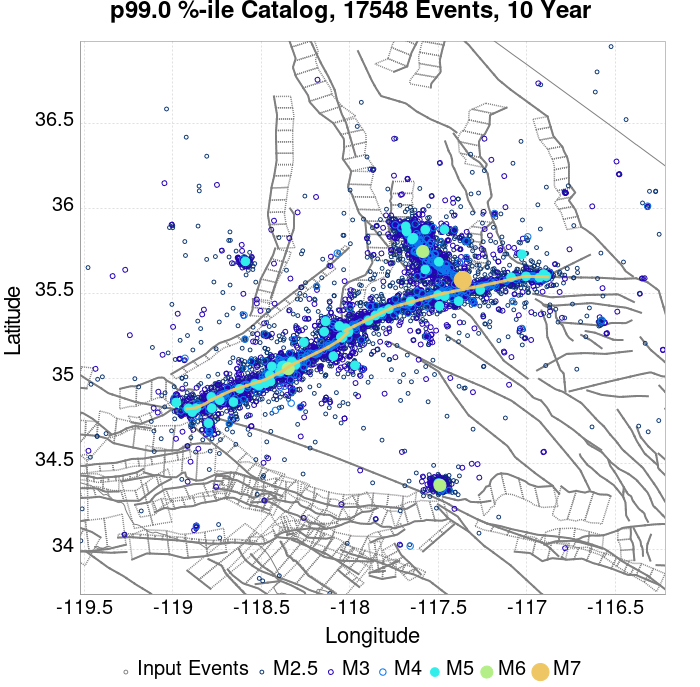 p99.0 %-ile Catalog, 17548 Events, 10 Year
36.5
36
35.5
35
34.5
34
Latitude
-119.5 -119 -118.5 -118 -117.5 -117 -116.5
Longitude
Input Events M2.5 M3 M4 M5 M6 M7